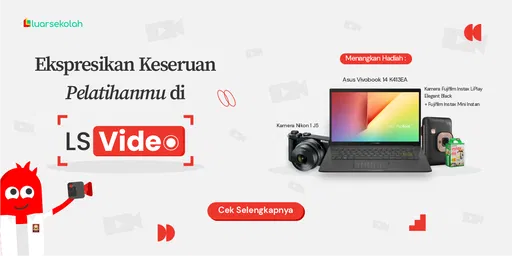 luarsekolah
Ekspresikan Keseruan
Pelatihanmu di
LS Video
Menangkan Hadiah :
Asus Vivobook 14 K413EA
Kamera Fujifilm Instax LiPlay
Elegant Black
+ Fujifilm Instax Mini Instan
Kamera Nikon 1 J5
Cek Selengkapnya